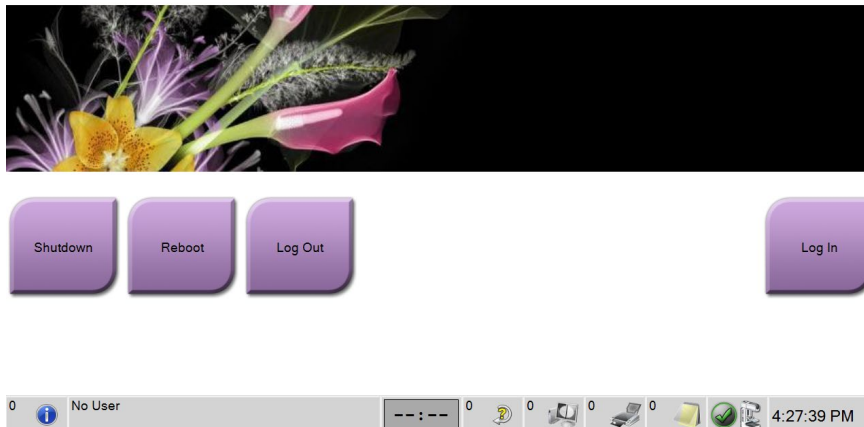 Shutdown
Reboot
Log Out
Log In
0
No User
--:--
0
0
0
0
4:27:39 PM